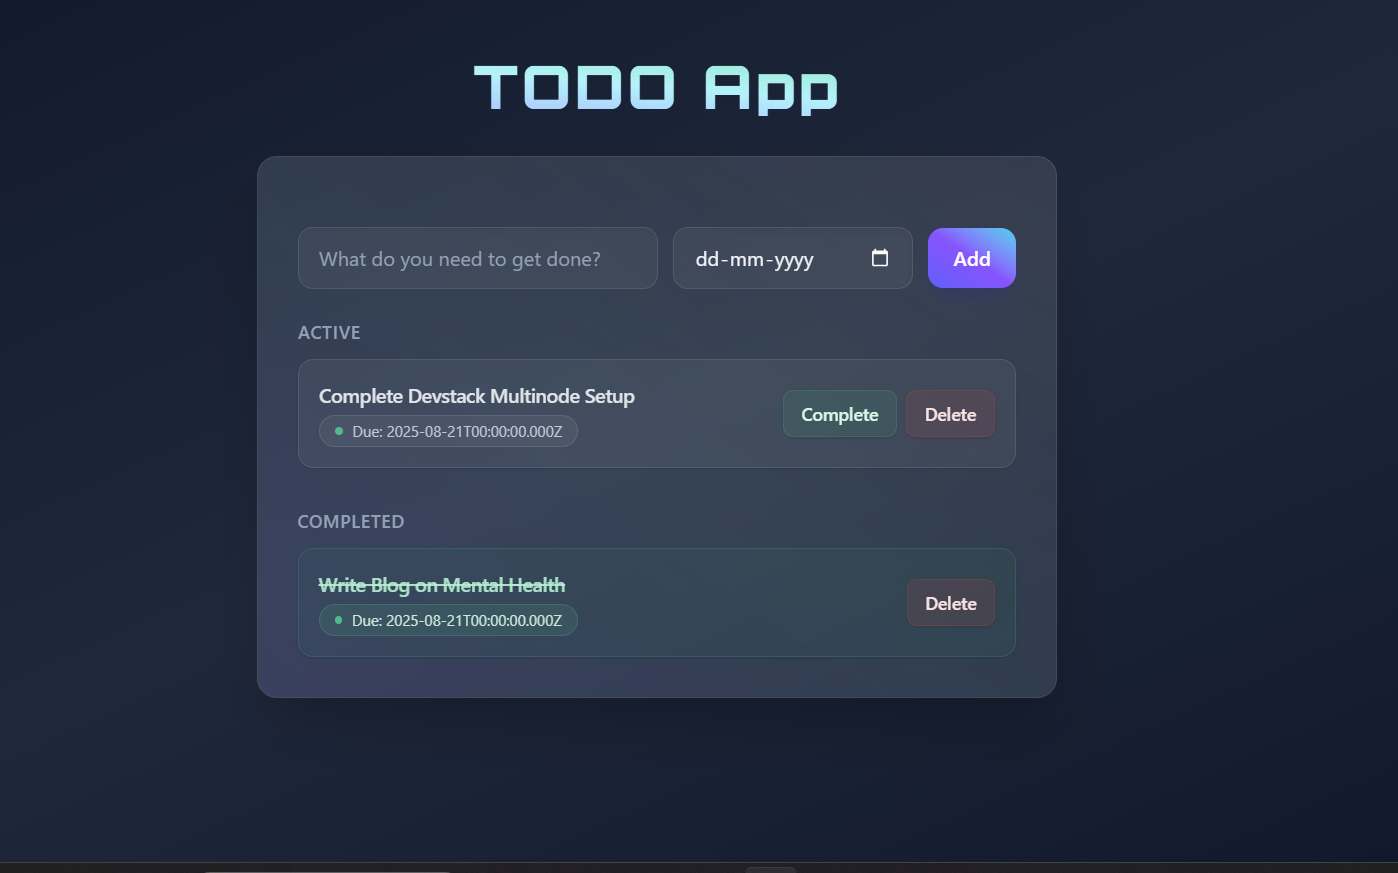 TODO App
What do you need to get done?
dd-mm-yyyy
Add
ACTIVE
Complete Devstack Multinode Setup
Due: 2025-08-21T00:00:00.000Z
Complete
Delete
COMPLETED
Write Blog on Mental Health
Due: 2025-08-21T00:00:00.000Z
Delete